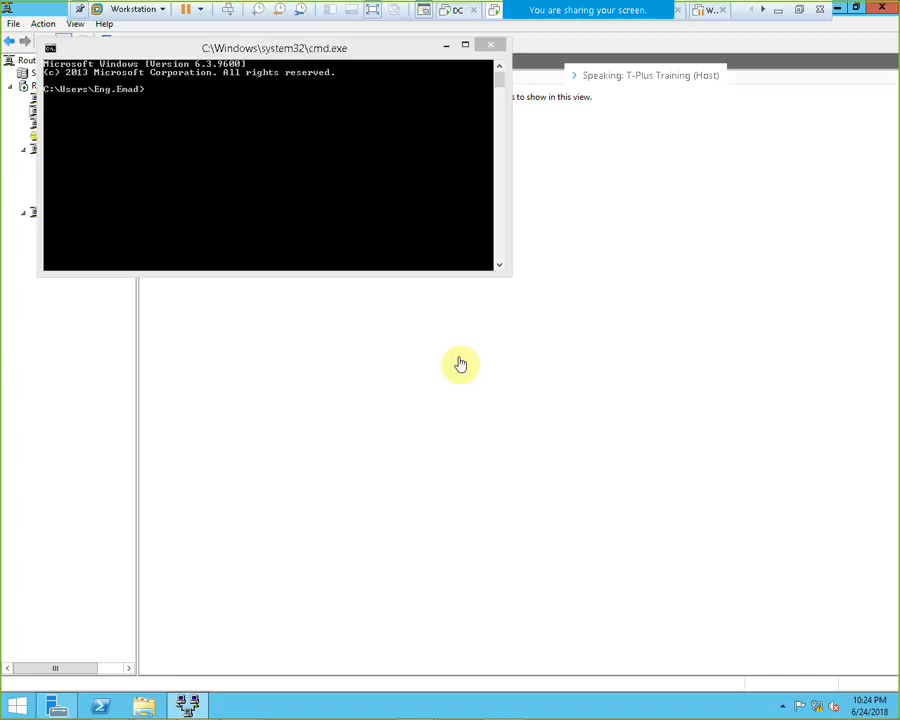 Workstation
DC
You are sharing your screen.
W...
File
Action
View
Help
C:\Windows\system32\cmd.exe
Rout
Microsoft Windows [Version 6.3.9600]
(c) 2013 Microsoft Corporation. All rights reserved.
C:\Users\Eng.Emad>
Speaking: T-Plus Training (Host)
s to show in this view.
S
R
10:24 PM
6/24/2018